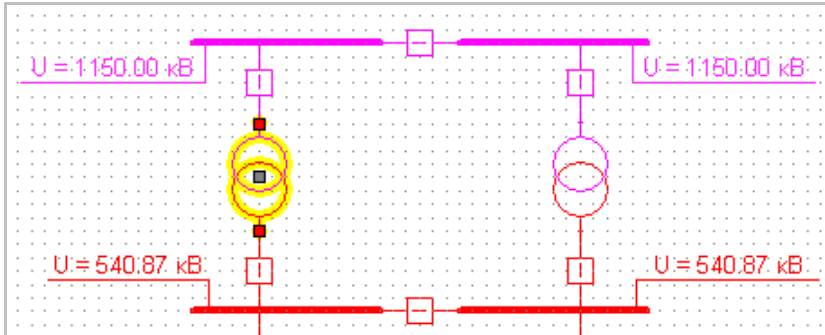 U = 1150.00 кВ
U = 1150.00 кВ
U = 540.87 кВ
U = 540.87 кВ